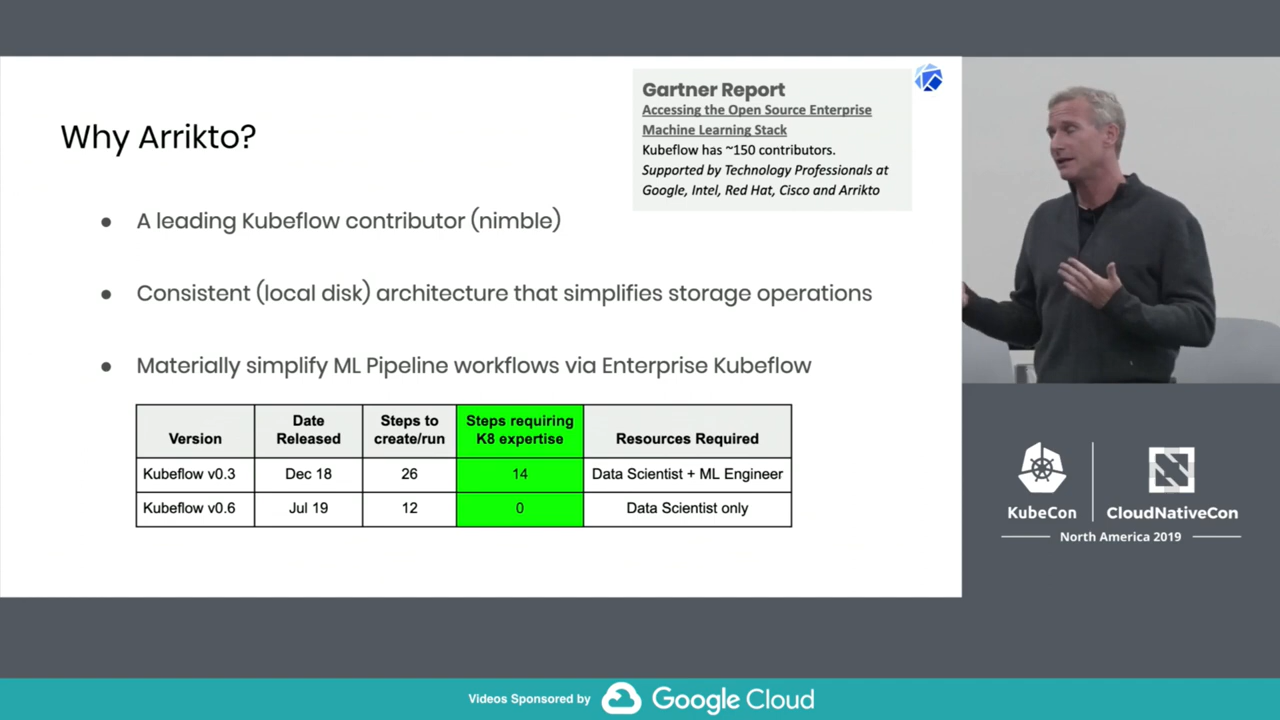 Why Arrikto?
Gartner Report
Accessing the Open Source Enterprise
Machine Learning Stack
Kubeflow has ~150 contributors.
Supported by Technology Professionals at
Google, Intel, Red Hat, Cisco and Arrikto
● A leading Kubeflow contributor (nimble)
● Consistent (local disk) architecture that simplifies storage operations
● Materially simplify ML Pipeline workflows via Enterprise Kubeflow
Version | Date Released | Steps to create/run | Steps requiring K8 expertise | Resources Required
Kubeflow v0.3 | Dec 18 | 26 | 14 | Data Scientist + ML Engineer
Kubeflow v0.6 | Jul 19 | 12 | 0 | Data Scientist only
KubeCon
CloudNativeCon
North America 2019
Videos Sponsored by Google Cloud